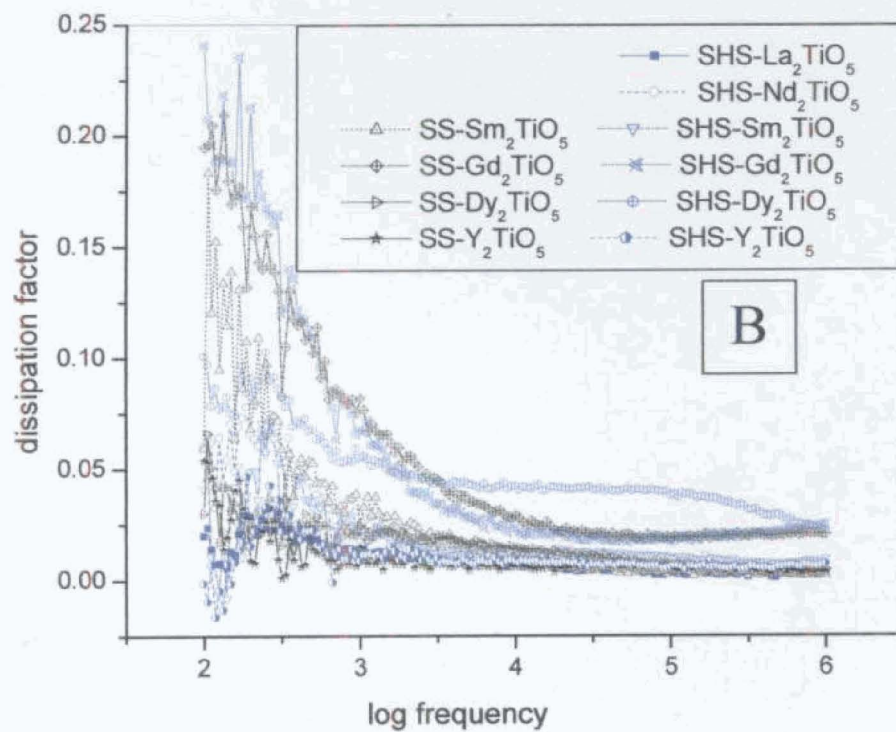 0.25
0.20
0.15
0.10
0.05
0.00
dissipation factor
2 3 4 5 6
log frequency
SHS-La₂TiO₅
SHS-Nd₂TiO₅
SS-Sm₂TiO₅ SHS-Sm₂TiO₅
SS-Gd₂TiO₅ SHS-Gd₂TiO₅
SS-Dy₂TiO₅ SHS-Dy₂TiO₅
SS-Y₂TiO₅ SHS-Y₂TiO₅
B